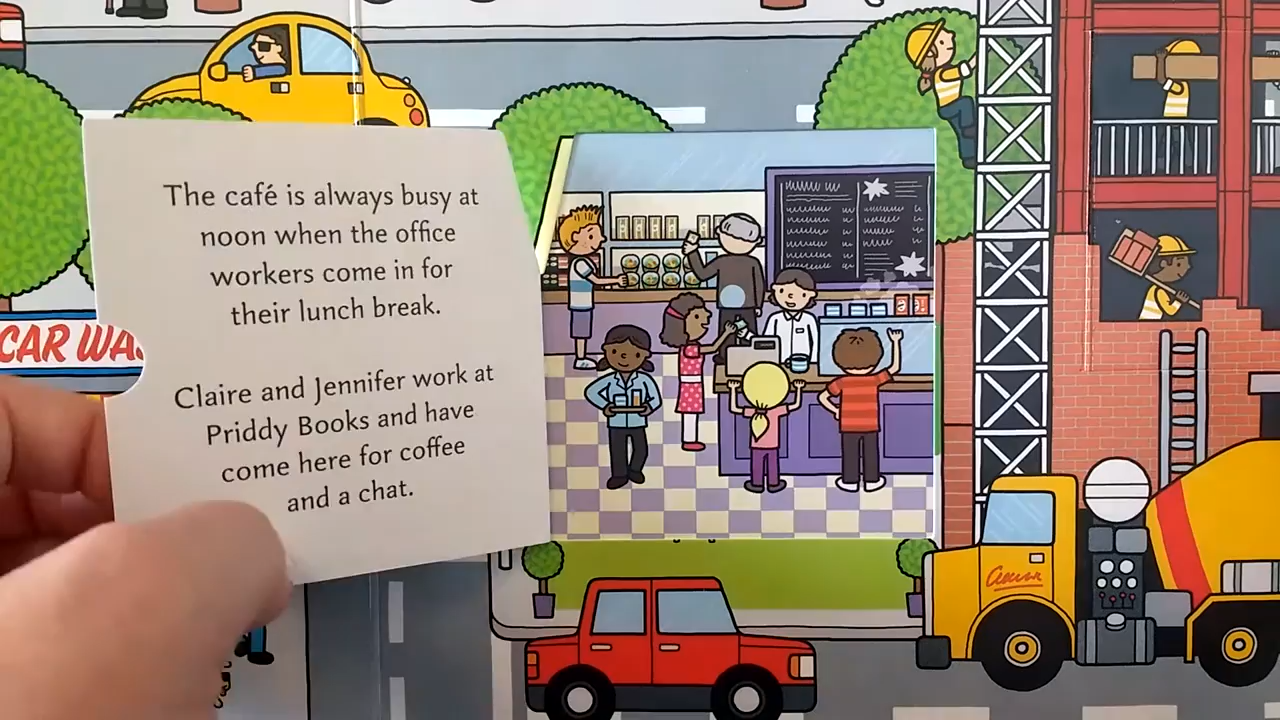 The café is always busy at
noon when the office
workers come in for
their lunch break.
Claire and Jennifer work at
Priddy Books and have
come here for coffee
and a chat.
CAR WA